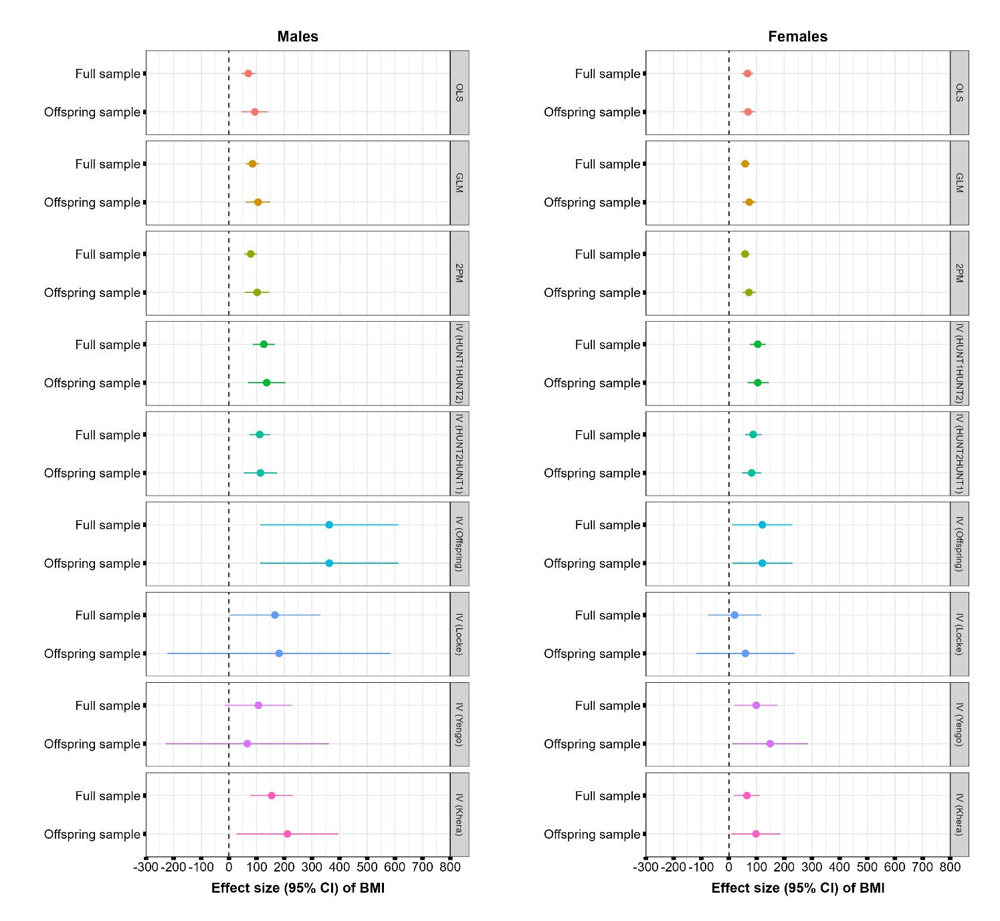 Males
Full sample
Offspring sample
OLS
Full sample
Offspring sample
GLM
Full sample
Offspring sample
2PM
Full sample
Offspring sample
IV (HUNT1HUNT2)
Full sample
Offspring sample
IV (HUNT2HUNT1)
Full sample
Offspring sample
IV (Offspring)
Full sample
Offspring sample
IV (Locke)
Full sample
Offspring sample
IV (Yengo)
Full sample
Offspring sample
IV (Khera)
-300 -200 -100 0 100 200 300 400 500 600 700 800
Effect size (95% CI) of BMI
Females
Full sample
Offspring sample
OLS
Full sample
Offspring sample
GLM
Full sample
Offspring sample
2PM
Full sample
Offspring sample
IV (HUNT1HUNT2)
Full sample
Offspring sample
IV (HUNT2HUNT1)
Full sample
Offspring sample
IV (Offspring)
Full sample
Offspring sample
IV (Locke)
Full sample
Offspring sample
IV (Yengo)
Full sample
Offspring sample
IV (Khera)
-300 -200 -100 0 100 200 300 400 500 600 700 800
Effect size (95% CI) of BMI